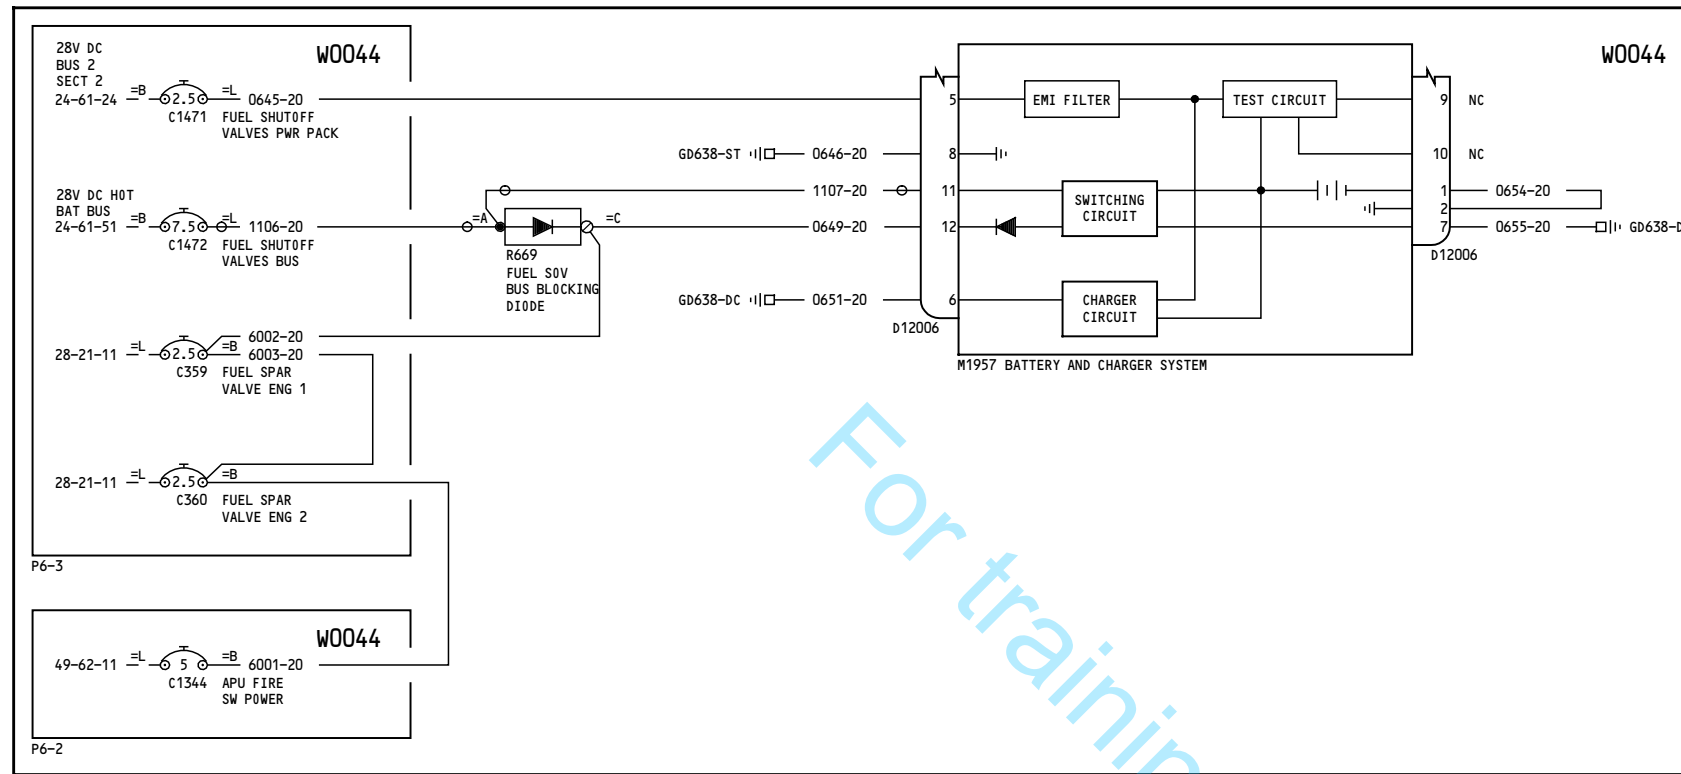 28V DC
BUS 2
SECT 2
W0044
24-61-24 =B 2.5 =L 0645-20
C1471 FUEL SHUTOFF
VALVES PWR PACK
28V DC HOT
BAT BUS
24-61-51 =B 7.5 =L 1106-20
C1472 FUEL SHUTOFF
VALVES BUS
6002-20
28-21-11 =L 2.5 =B 6003-20
C359 FUEL SPAR
VALVE ENG 1
28-21-11 =L 2.5 =B
C360 FUEL SPAR
VALVE ENG 2
P6-3
W0044
49-62-11 =L 5 =B 6001-20
C1344 APU FIRE
SW POWER
P6-2
=A =C
R669
FUEL SOV
BUS BLOCKING
DIODE
GD638-ST 0646-20
1107-20
0649-20
GD638-DC 0651-20
5
8
11
12
6
D12006
EMI FILTER
TEST CIRCUIT
SWITCHING
CIRCUIT
CHARGER
CIRCUIT
M1957 BATTERY AND CHARGER SYSTEM
W0044
9 NC
10 NC
1 0654-20
2
7 0655-20 GD638-D
D12006
For trainin